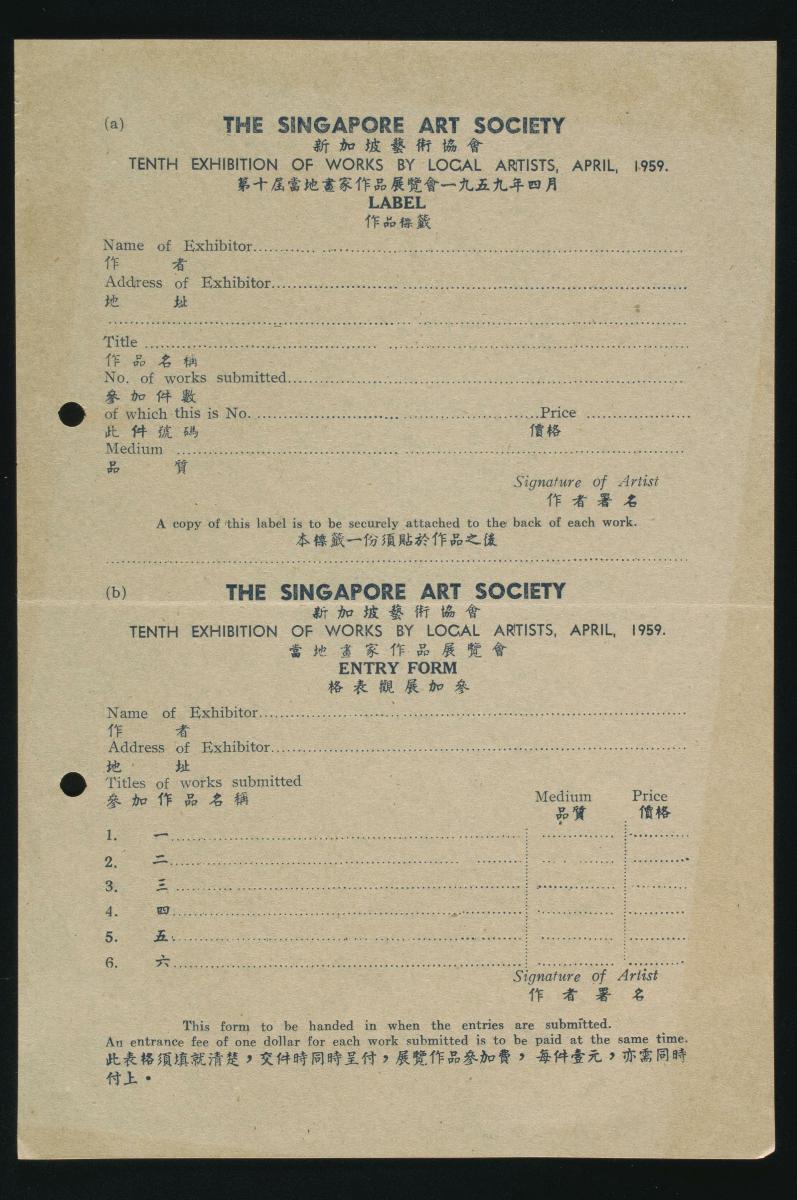 (a) THE SINGAPORE ART SOCIETY
新加坡藝術協會
TENTH EXHIBITION OF WORKS BY LOCAL ARTISTS, APRIL, 1959.
第十屆當地畫家作品展覽會一九五九年四月
LABEL
作品標籤
Name of Exhibitor
作者
Address of Exhibitor
地址
Title
作品名稱
No. of works submitted
參加件數
of which this is No. Price
此件號碼 價格
Medium
品質
Signature of Artist
作者署名
A copy of this label is to be securely attached to the back of each work.
本標籤一份須貼於作品之後
(b) THE SINGAPORE ART SOCIETY
新加坡藝術協會
TENTH EXHIBITION OF WORKS BY LOCAL ARTISTS, APRIL, 1959.
當地畫家作品展覽會
ENTRY FORM
格表觀展加參
Name of Exhibitor
作者
Address of Exhibitor
地址
Titles of works submitted
參加作品名稱
Medium Price
品質 價格
1. 一
2. 二
3. 三
4. 四
5. 五
6. 六
Signature of Artist
作者署名
This form to be handed in when the entries are submitted.
An entrance fee of one dollar for each work submitted is to be paid at the same time.
此表格須填就清楚，交件時同時呈付，展覽作品參加費，每件壹元，亦需同時
付上。